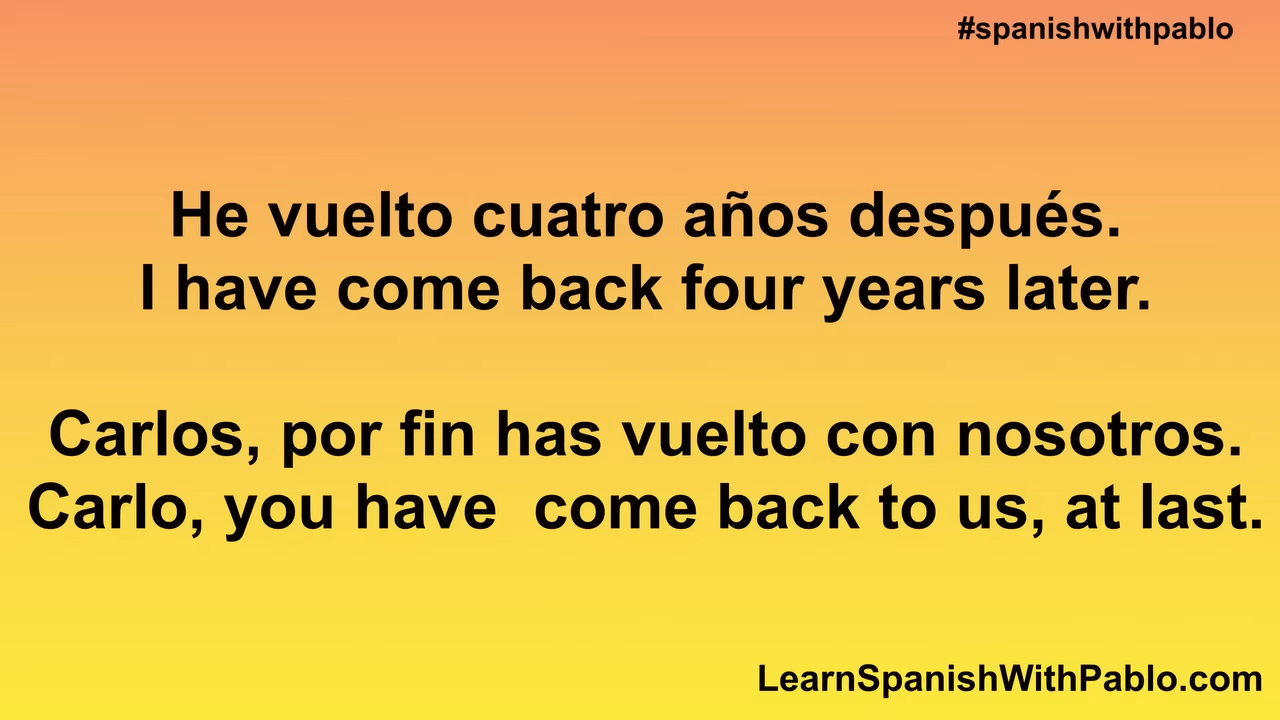 #spanishwithpablo
He vuelto cuatro años después.
I have come back four years later.
Carlos, por fin has vuelto con nosotros.
Carlo, you have  come back to us, at last.
LearnSpanishWithPablo.com